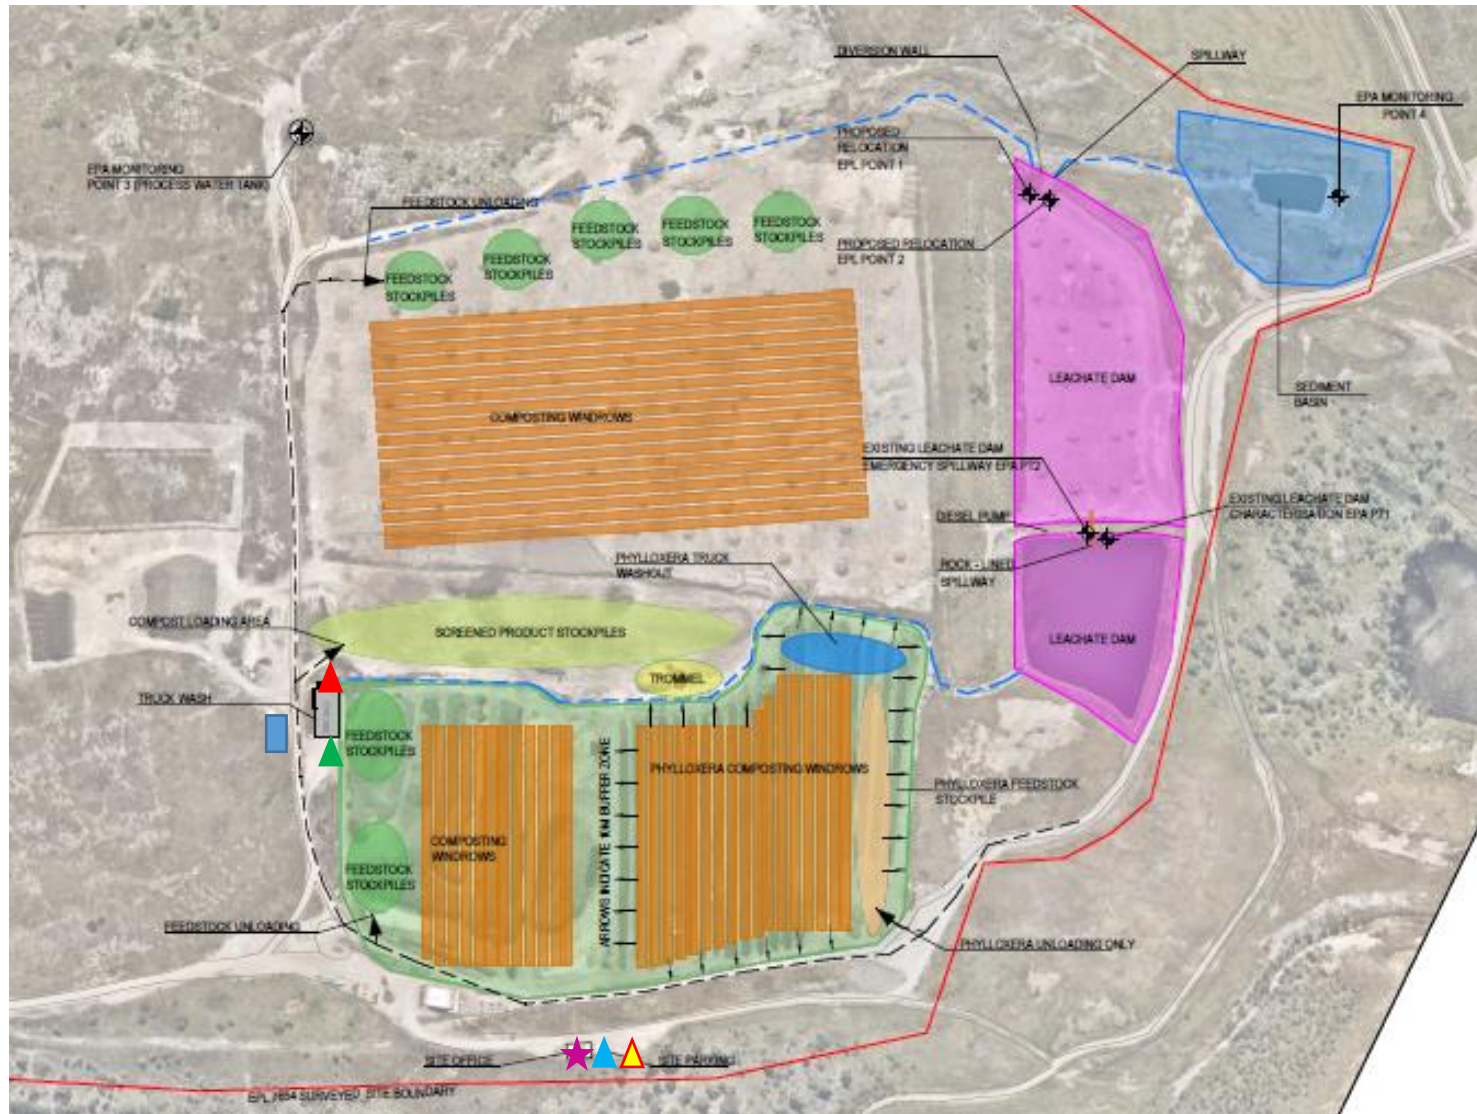 DIVERSION WALL
SPILLWAY
EPA MONITORING
POINT 4
PROPOSED
RELOCATION
EPL POINT 1
EPA MONITORING
POINT 3 (PROCESS WATER TANK)
FEEDSTOCK UNLOADING
FEEDSTOCK
STOCKPILES
FEEDSTOCK
STOCKPILES
FEEDSTOCK
STOCKPILES
FEEDSTOCK
STOCKPILES
FEEDSTOCK
STOCKPILES
PROPOSED RELOCATION
EPL POINT 2
LEACHATE DAM
SEDIMENT
BASIN
COMPOSTING WINDROWS
EXISTING LEACHATE DAM
EMERGENCY SPILLWAY EPA PT2
EXISTING LEACHATE DAM
CHARACTERISATION EPA PT1
DIESEL PUMP
ROCK - LINED
SPILLWAY
PHYLLOXERA TRUCK
WASHOUT
COMPOST LOADING AREA
SCREENED PRODUCT STOCKPILES
LEACHATE DAM
TROMMEL
TRUCK WASH
FEEDSTOCK
STOCKPILES
ARROWS INDICATE 10M BUFFER ZONE
PHYLLOXERA COMPOSTING WINDROWS
PHYLLOXERA FEEDSTOCK
STOCKPILE
COMPOSTING
WINDROWS
FEEDSTOCK
STOCKPILES
FEEDSTOCK UNLOADING
PHYLLOXERA UNLOADING ONLY
SITE OFFICE
SITE PARKING
SURVEYED SITE BOUNDARY